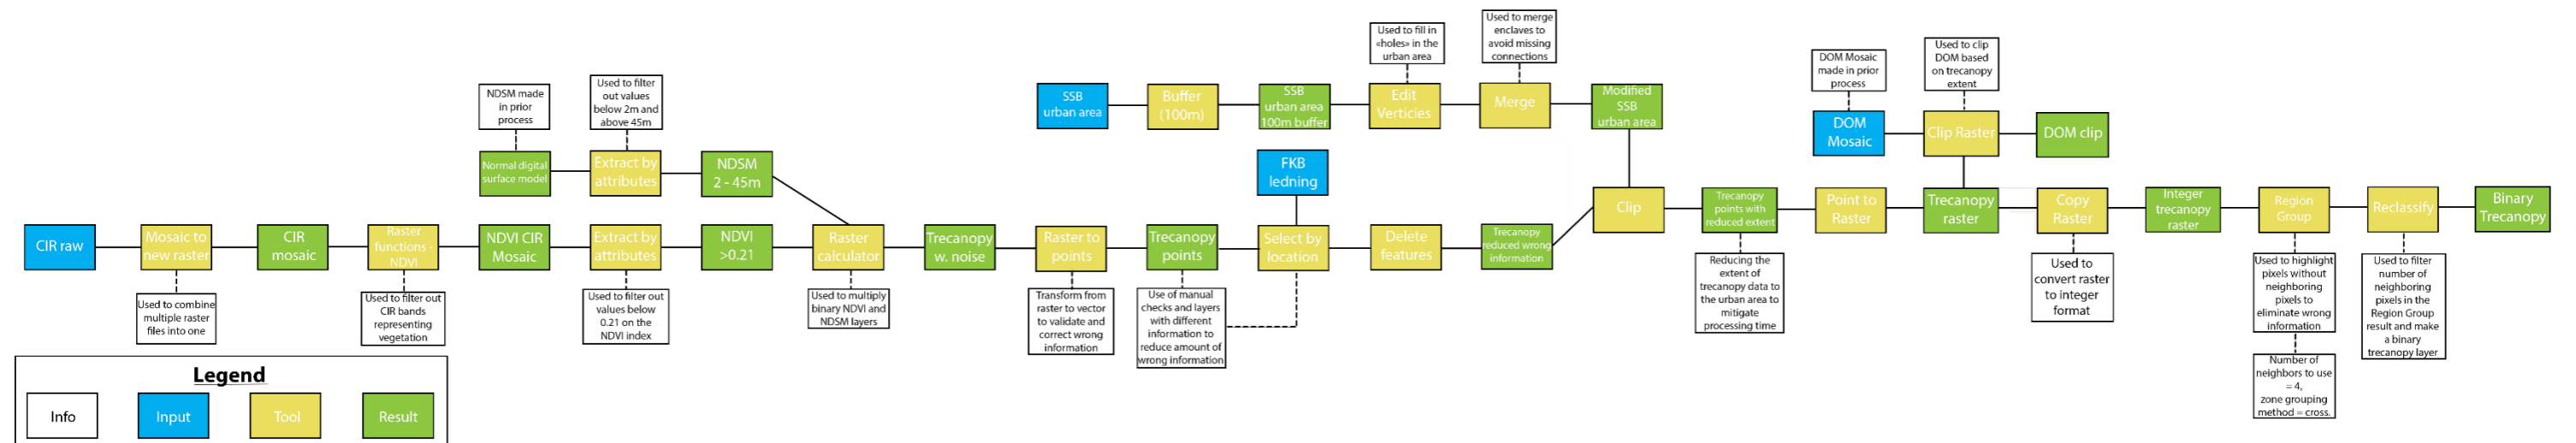 Used to fill in
«holes» in the
urban area
Used to merge
enclaves to
avoid missing
connections
DOM Mosaic
made in prior
process
Used to clip
DOM based
on trecanopy
extent
NDSM made
in prior
process
Used to filter
out values
below 2m and
above 45m
SSB
urban area
Buffer
(100m)
SSB
urban area
100m buffer
Edit
Verticies
Merge
Modified
SSB
urban area
DOM
Mosaic
Clip Raster
DOM clip
Normal digital
surface model
Extract by
attributes
NDSM
2 - 45m
FKB
ledning
Clip
Trecanopy
points with
reduced extent
Point to
Raster
Trecanopy
raster
Copy
Raster
Integer
trecanopy
raster
Region
Group
Reclassify
Binary
Trecanopy
CIR raw
Mosaic to
new raster
CIR
mosaic
Raster
functions -
NDVI
NDVI CIR
Mosaic
Extract by
attributes
NDVI
>0.21
Raster
calculator
Trecanopy
w. noise
Raster to
points
Trecanopy
points
Select by
location
Delete
features
Trecanopy
reduced wrong
information
Used to combine
multiple raster
files into one
Used to filter out
CIR bands
representing
vegetation
Used to filter out
values below
0.21 on the
NDVI index
Used to multiply
binary NDVI and
NDSM layers
Transform from
raster to vector
to validate and
correct wrong
information
Use of manual
checks and layers
with different
information to
reduce amount of
wrong information
Reducing the
extent of
trecanopy data to
the urban area to
mitigate
processing time
Used to
convert raster
to integer
format
Used to highlight
pixels without
neighboring
pixels to
eliminate wrong
information
Number of
neighbors to use
= 4,
zone grouping
method = cross.
Used to filter
number of
neighboring
pixels in the
Region Group
result and make
a binary
trecanopy layer
Legend
Info
Input
Tool
Result